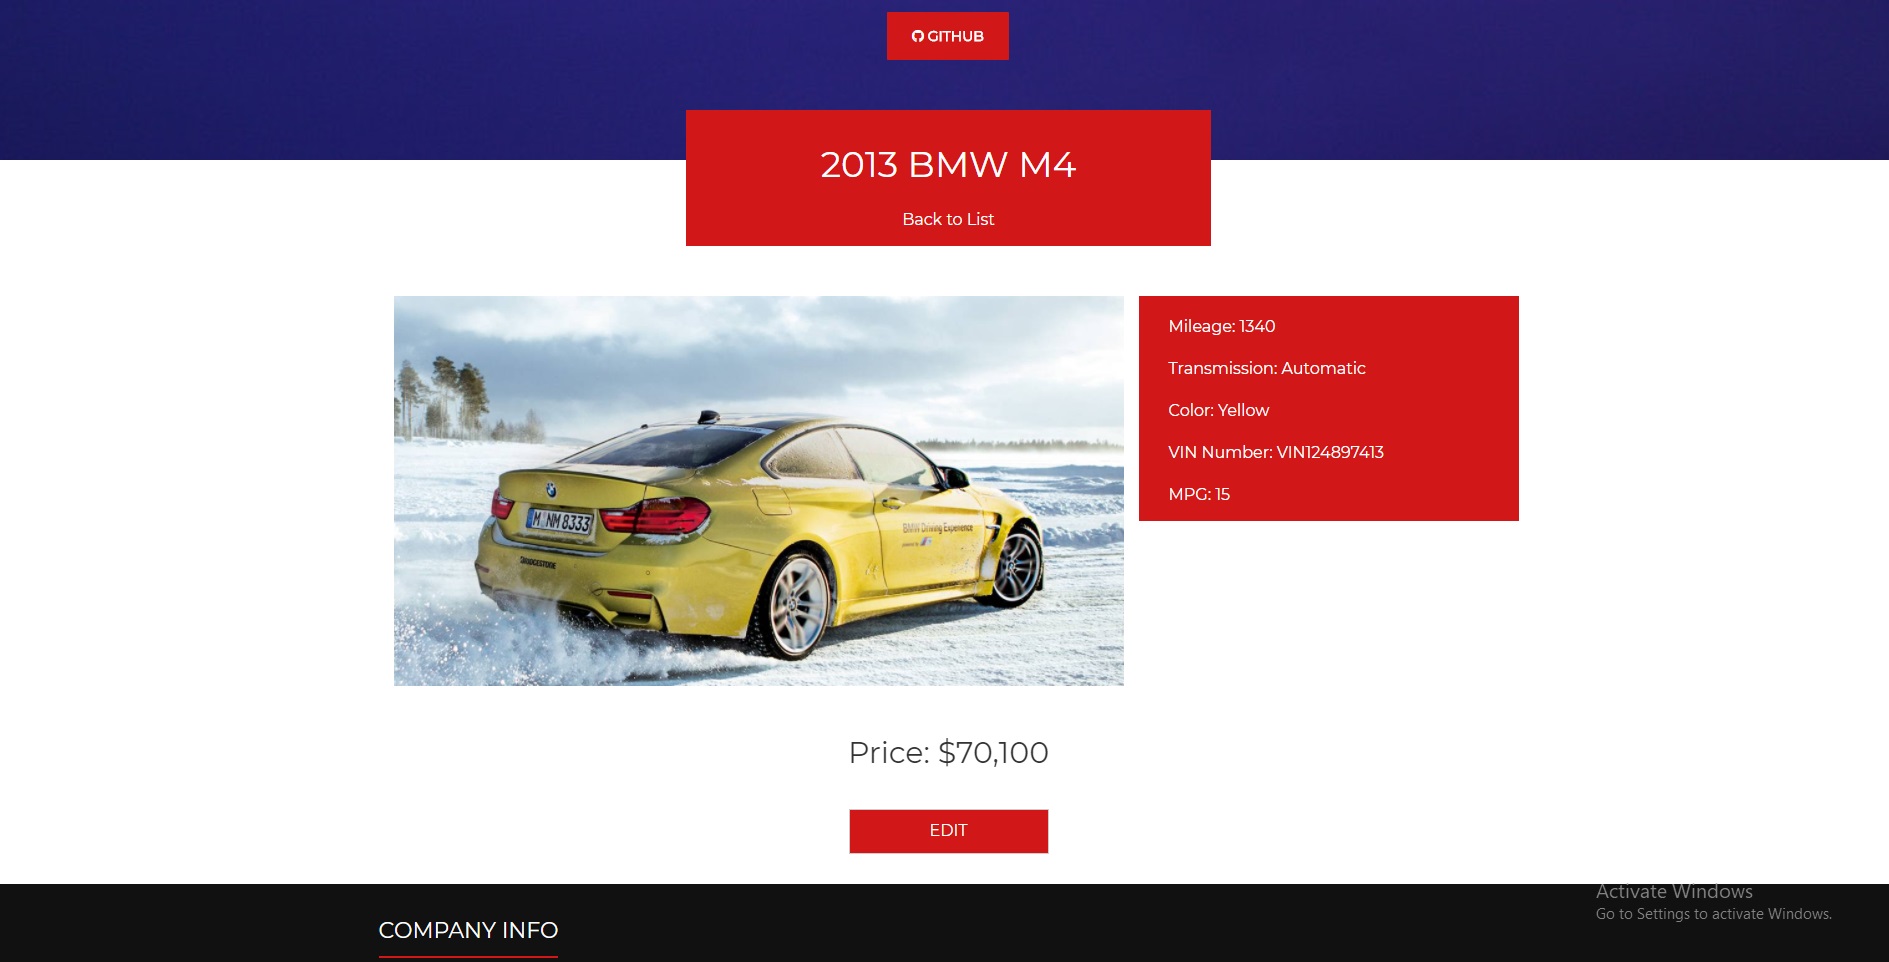 GITHUB
2013 BMW M4
Back to List
Mileage: 1340
Transmission: Automatic
Color: Yellow
VIN Number: VIN124897413
MPG: 15
M NM 8333
BMW Driving Experience
BRIDGESTONE
Price: $70,100
EDIT
Activate Windows
Go to Settings to activate Windows.
COMPANY INFO